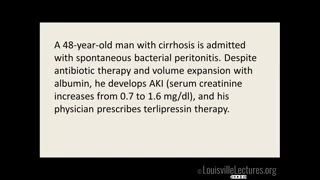 A 48-year-old man with cirrhosis is admitted
with spontaneous bacterial peritonitis. Despite
antibiotic therapy and volume expansion with
albumin, he develops AKI (serum creatinine
increases from 0.7 to 1.6 mg/dl), and his
physician prescribes terlipressin therapy.
LouisvilleLectures.org